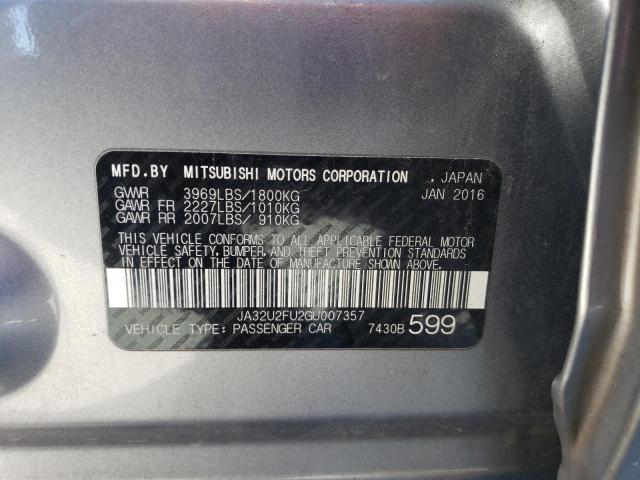 MFD.BY MITSUBISHI MOTORS CORPORATION . JAPAN
GVWR 3969LBS/1800KG JAN 2016
GAWR FR 2227LBS/1010KG
GAWR RR 2007LBS/ 910KG
THIS VEHICLE CONFORMS TO ALL APPLICABLE FEDERAL MOTOR
VEHICLE SAFETY, BUMPER, AND THEFT PREVENTION STANDARDS
IN EFFECT ON THE DATE OF MANUFACTURE SHOWN ABOVE.
JA32U2FU2GU007357
VEHICLE TYPE: PASSENGER CAR 7430B 599